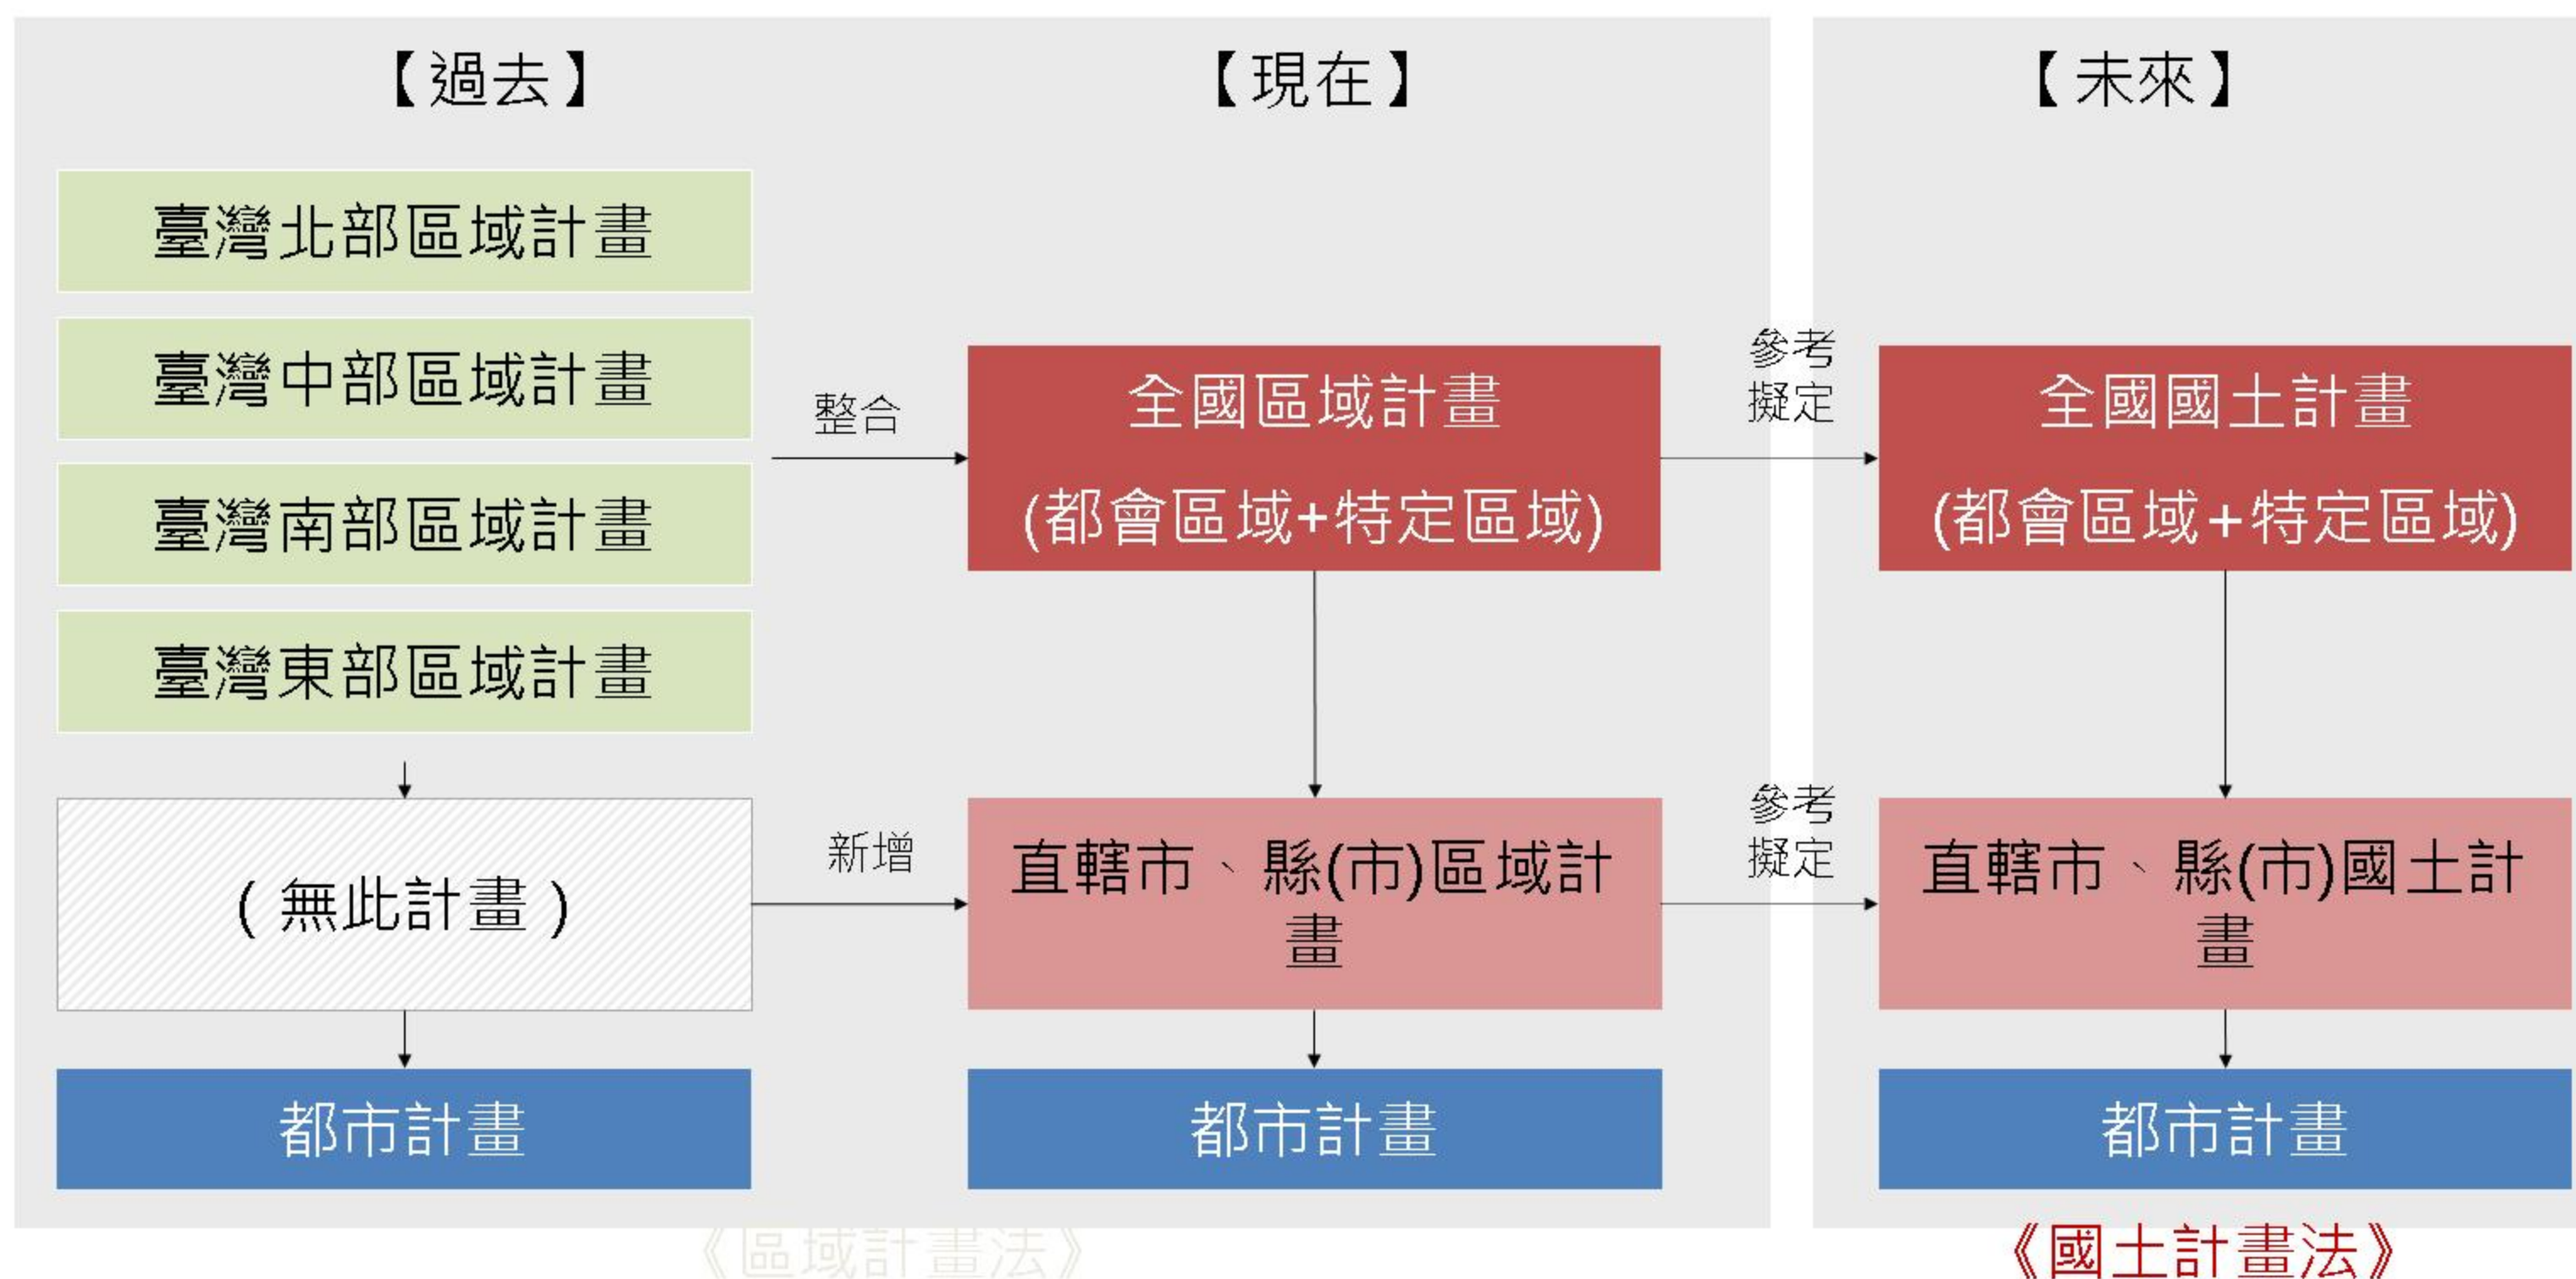 【過去】
【現在】
【未來】
臺灣北部區域計畫
臺灣中部區域計畫
臺灣南部區域計畫
臺灣東部區域計畫
整合
全國區域計畫
(都會區域+特定區域)
參考
擬定
全國國土計畫
(都會區域+特定區域)
(無此計畫)
新增
直轄市、縣(市)區域計
畫
參考
擬定
直轄市、縣(市)國土計
畫
都市計畫
都市計畫
都市計畫
《區域計畫法》
《國土計畫法》